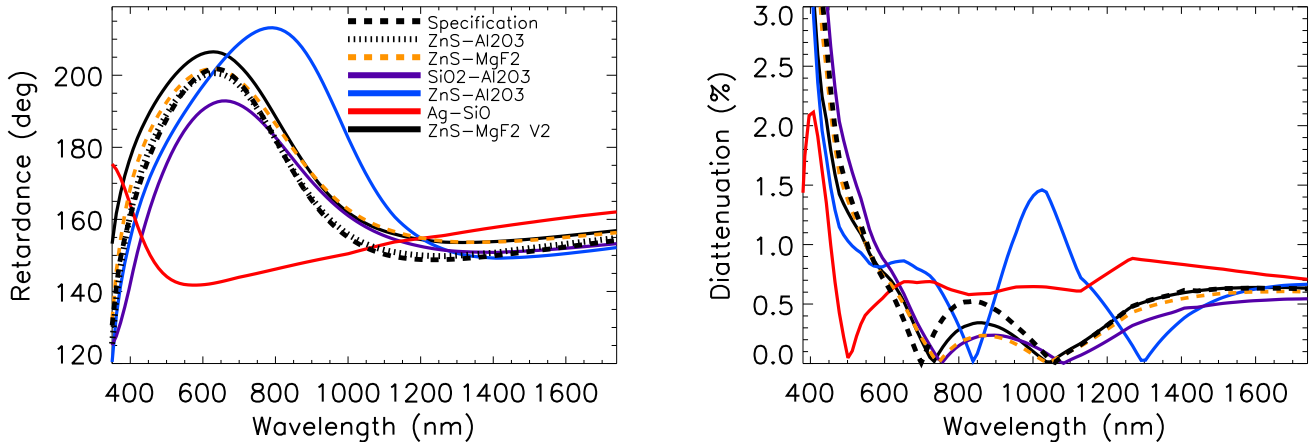 Retardance (deg)
200
180
160
140
120
400 600 800 1000 1200 1400 1600
Wavelength (nm)
Specification
ZnS-Al2O3
ZnS-MgF2
SiO2-Al2O3
ZnS-Al2O3
Ag-SiO
ZnS-MgF2 V2
Diattenuation (%)
3.0
2.5
2.0
1.5
1.0
0.5
0.0
400 600 800 1000 1200 1400 1600
Wavelength (nm)